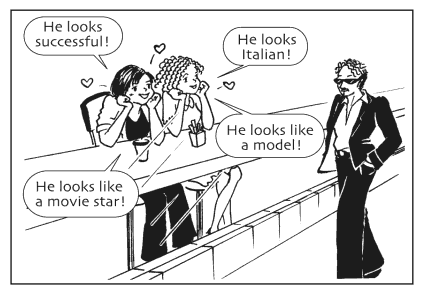 He looks
successful!
He looks
Italian!
He looks like
a model!
He looks like
a movie star!